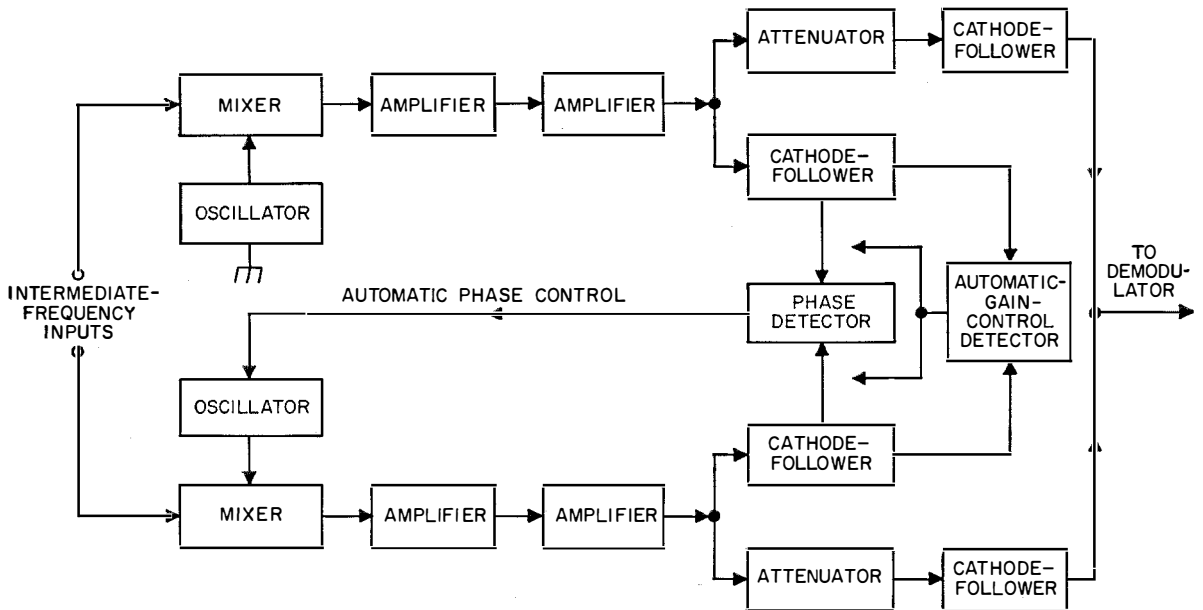 ATTENUATOR
CATHODE-
FOLLOWER
MIXER
AMPLIFIER
AMPLIFIER
CATHODE-
FOLLOWER
OSCILLATOR
INTERMEDIATE-
FREQUENCY
INPUTS
AUTOMATIC PHASE CONTROL
PHASE
DETECTOR
AUTOMATIC-
GAIN-
CONTROL
DETECTOR
TO
DEMODU-
LATOR
OSCILLATOR
CATHODE-
FOLLOWER
MIXER
AMPLIFIER
AMPLIFIER
ATTENUATOR
CATHODE-
FOLLOWER